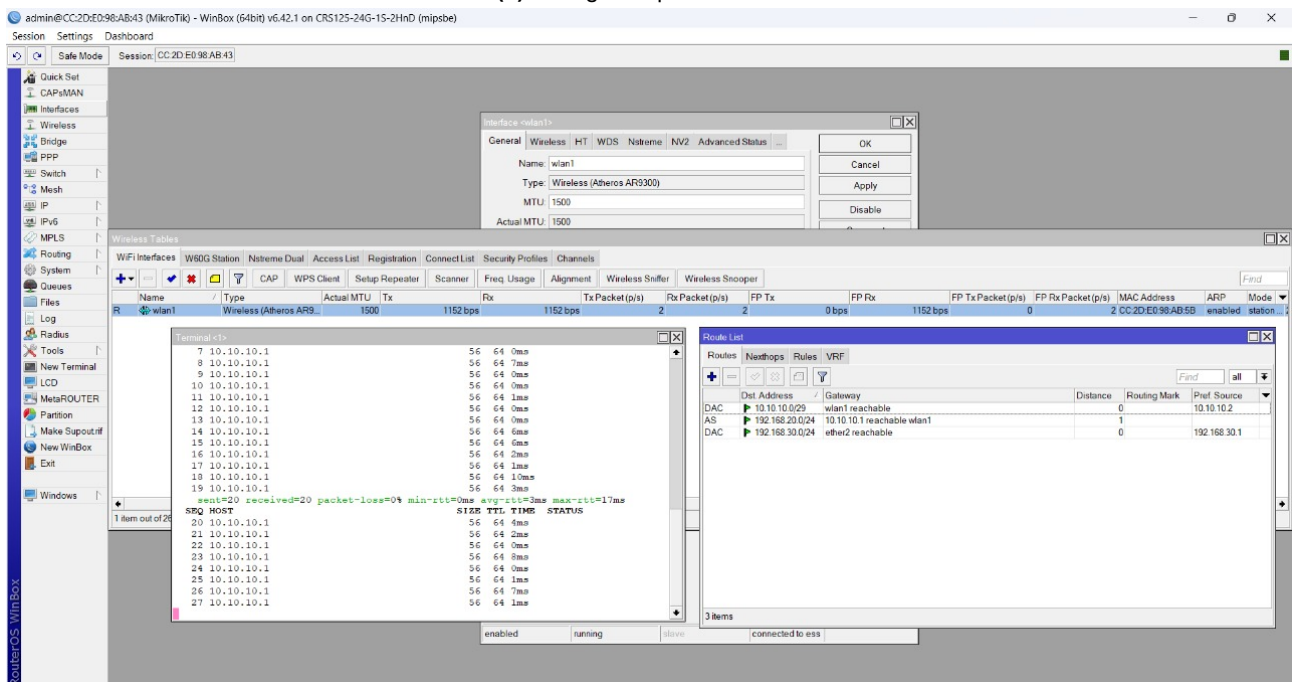 admin@CC:2D:E0:98:AB:43 (MikroTik) - WinBox (64bit) v6.42.1 on CRS125-24G-1S-2HnD (mipsbe)
Session Settings Dashboard
Safe Mode Session: CC:2D:E0:98:AB:43
Quick Set
CAPsMAN
Interfaces
Wireless
Bridge
PPP
Switch
Mesh
IP
IPv6
MPLS
Routing
System
Queues
Files
Log
Radius
Tools
New Terminal
LCD
MetaROUTER
Partition
Make Supout.rif
New WinBox
Exit
Windows
RouterOS WinBox
Interface <wlan1>
General Wireless HT WDS Nstreme NV2 Advanced Status ...
Name: wlan1
Type: Wireless (Atheros AR9300)
MTU: 1500
Actual MTU: 1500
OK
Cancel
Apply
Disable
Wireless Tables
WiFi Interfaces W60G Station Nstreme Dual Access List Registration Connect List Security Profiles Channels
CAP WPS Client Setup Repeater Scanner Freq. Usage Alignment Wireless Sniffer Wireless Snooper Find
Name / Type Actual MTU Tx Rx Tx Packet (p/s) Rx Packet (p/s) FP Tx FP Rx FP Tx Packet (p/s) FP Rx Packet (p/s) MAC Address ARP Mode
R wlan1 Wireless (Atheros AR9... 1500 1152 bps 1152 bps 2 2 0 bps 1152 bps 0 2 CC:2D:E0:98:AB:5B enabled station...
1 item out of 26
Terminal <1>
7 10.10.10.1 56 64 0ms
8 10.10.10.1 56 64 7ms
9 10.10.10.1 56 64 0ms
10 10.10.10.1 56 64 0ms
11 10.10.10.1 56 64 1ms
12 10.10.10.1 56 64 0ms
13 10.10.10.1 56 64 0ms
14 10.10.10.1 56 64 6ms
15 10.10.10.1 56 64 6ms
16 10.10.10.1 56 64 2ms
17 10.10.10.1 56 64 1ms
18 10.10.10.1 56 64 10ms
19 10.10.10.1 56 64 3ms
sent=20 received=20 packet-loss=0% min-rtt=0ms avg-rtt=3ms max-rtt=17ms
SEQ HOST SIZE TTL TIME STATUS
20 10.10.10.1 56 64 4ms
21 10.10.10.1 56 64 2ms
22 10.10.10.1 56 64 0ms
23 10.10.10.1 56 64 8ms
24 10.10.10.1 56 64 0ms
25 10.10.10.1 56 64 1ms
26 10.10.10.1 56 64 7ms
27 10.10.10.1 56 64 1ms
Route List
Routes Nexthops Rules VRF
Find all
Dst. Address / Gateway Distance Routing Mark Pref. Source
DAC 10.10.10.0/29 wlan1 reachable 0 10.10.10.2
AS 192.168.20.0/24 10.10.10.1 reachable wlan1 1
DAC 192.168.30.0/24 ether2 reachable 0 192.168.30.1
3 items
enabled running slave connected to ess